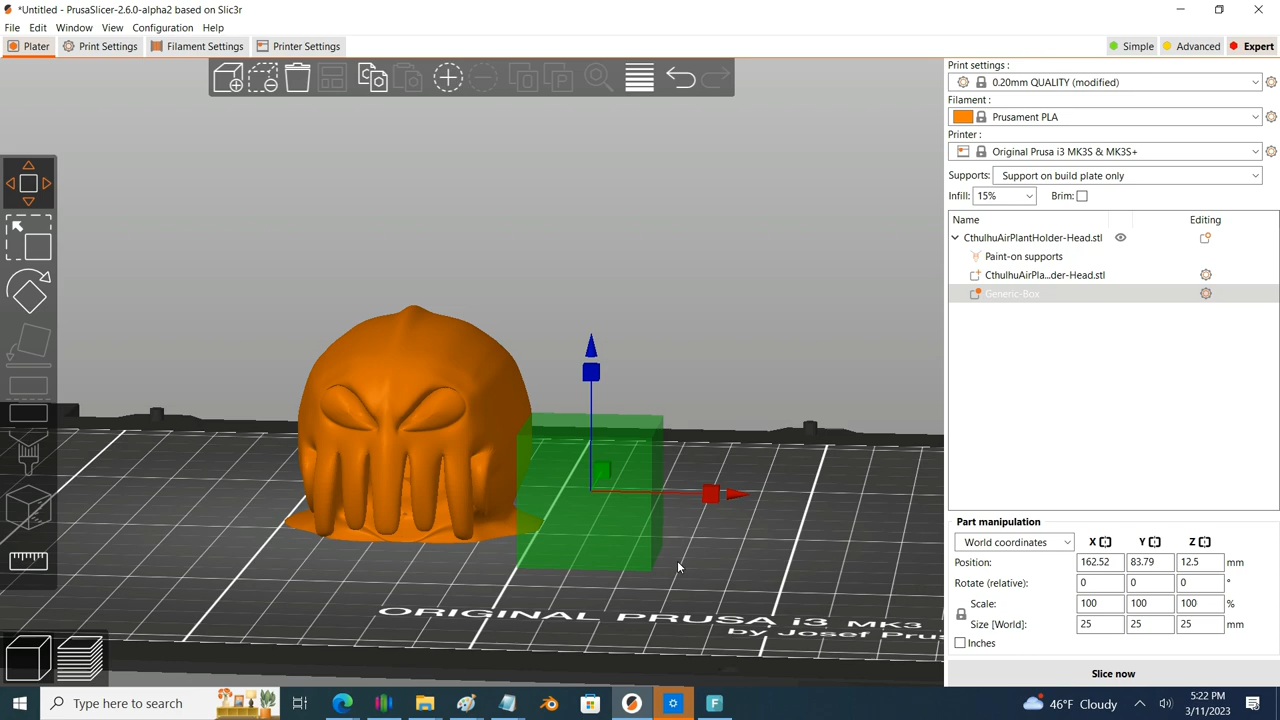 *Untitled - PrusaSlicer-2.6.0-alpha2 based on Slic3r
File Edit Window View Configuration Help
Plater Print Settings Filament Settings Printer Settings Simple Advanced Expert
Print settings :
0.20mm QUALITY (modified)
Filament :
Prusament PLA
Printer :
Original Prusa i3 MK3S & MK3S+
Supports: Support on build plate only
Infill: 15% Brim:
Name Editing
CthulhuAirPlantHolder-Head.stl
Paint-on supports
CthulhuAirPla...der-Head.stl
Generic-Box
ORIGINAL PRUSA i3 MK3
by Josef Prus
Part manipulation
World coordinates X Y Z
Position: 162.52 83.79 12.5 mm
Rotate (relative): 0 0 0 °
Scale: 100 100 100 %
Size [World]: 25 25 25 mm
Inches
Slice now
Type here to search 46°F Cloudy 5:22 PM
3/11/2023